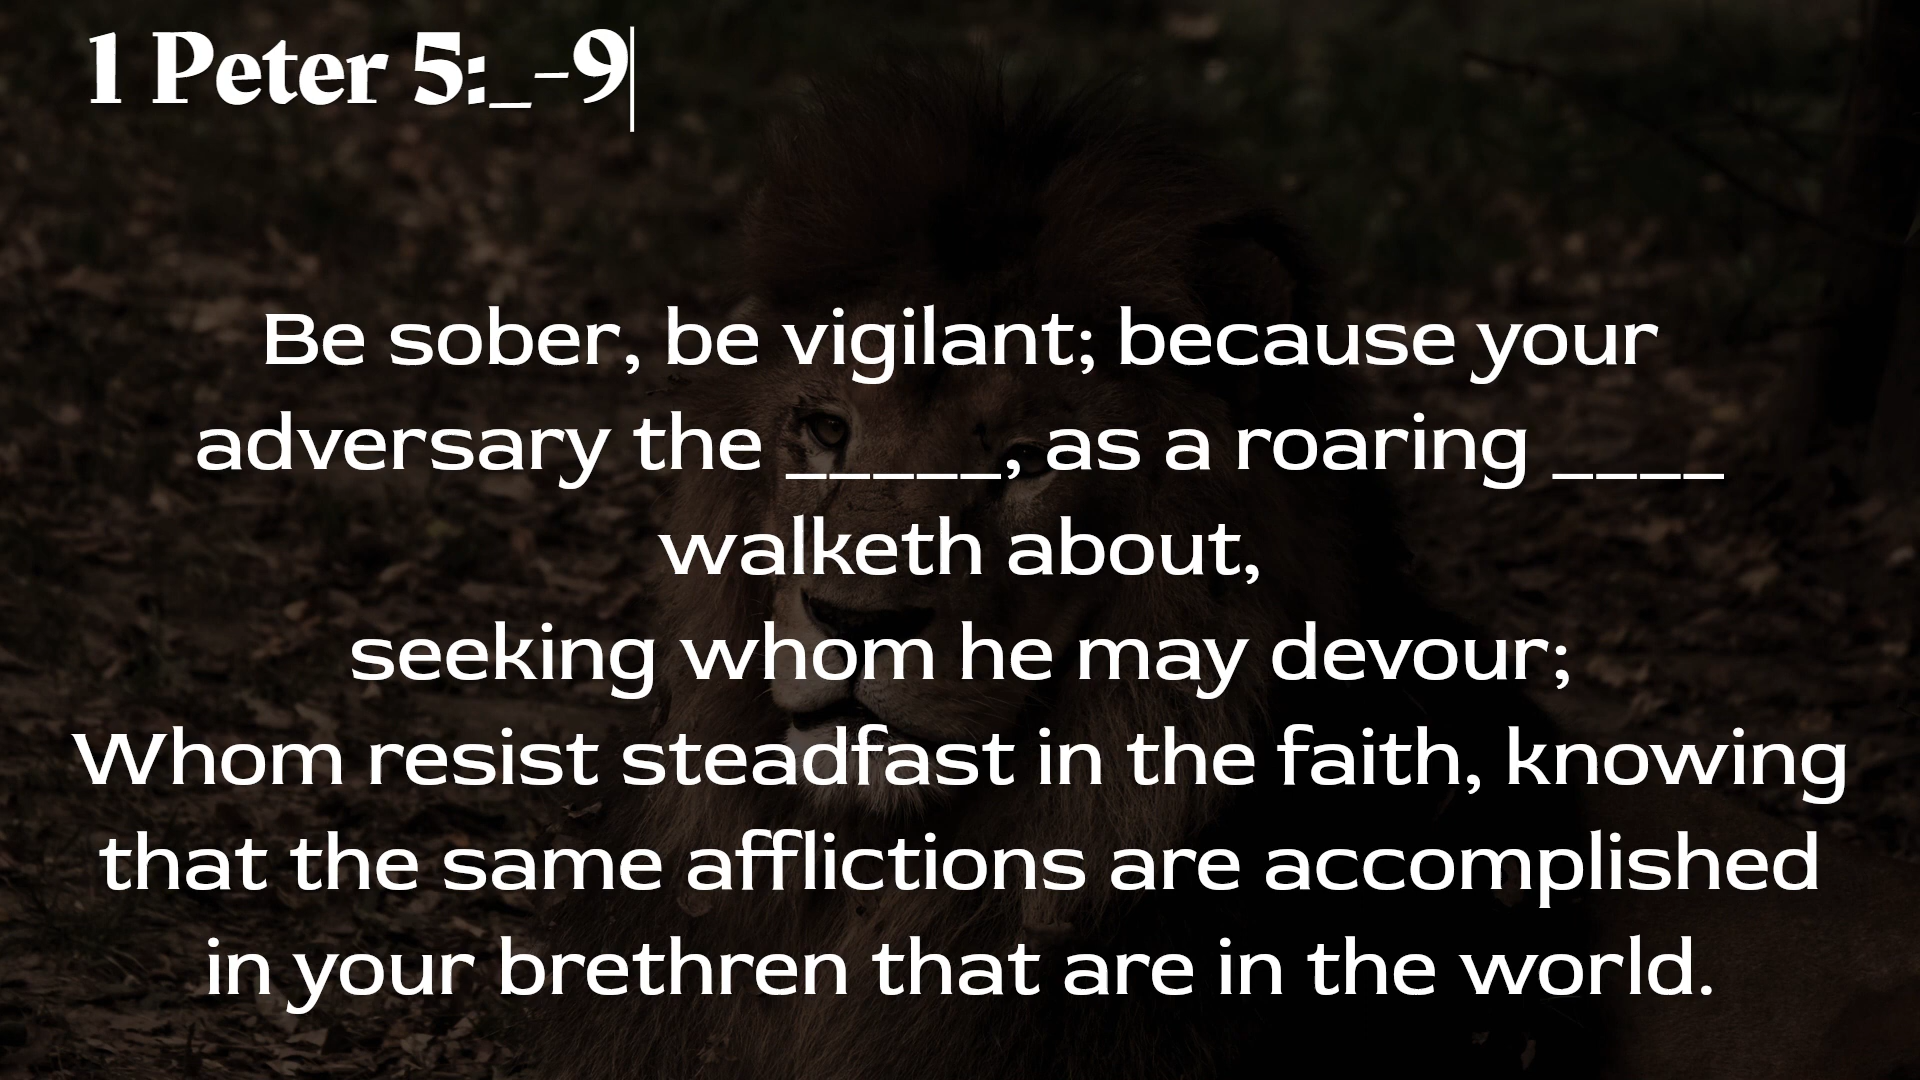 1 Peter 5:_-9
Be sober, be vigilant; because your
adversary the _____, as a roaring ____
walketh about,
seeking whom he may devour;
Whom resist steadfast in the faith, knowing
that the same afflictions are accomplished
in your brethren that are in the world.